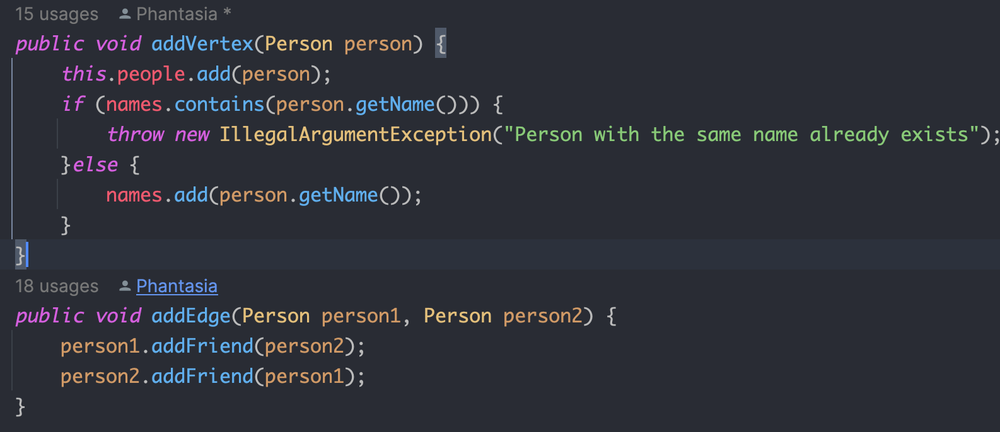 15 usages Phantasia *
public void addVertex(Person person) {
this.people.add(person);
if (names.contains(person.getName())) {
throw new IllegalArgumentException("Person with the same name already exists");
}else {
names.add(person.getName());
}
}
18 usages Phantasia
public void addEdge(Person person1, Person person2) {
person1.addFriend(person2);
person2.addFriend(person1);
}